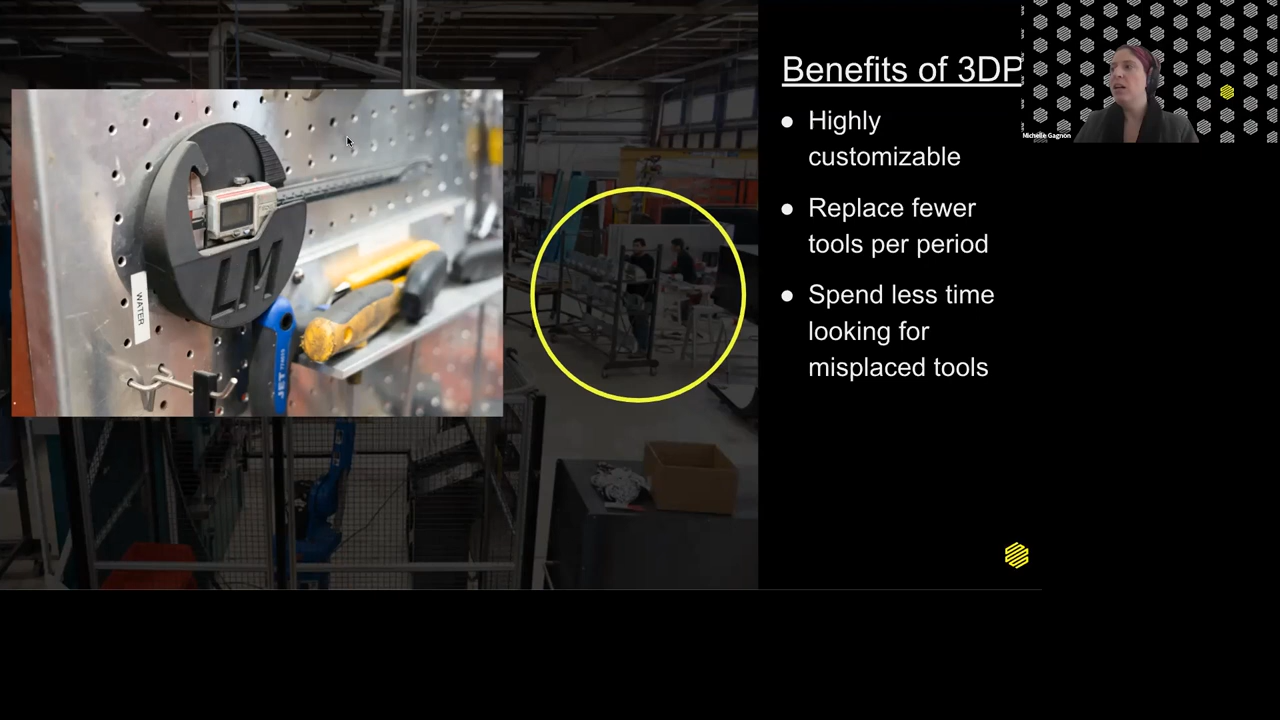 Benefits of 3DP
● Highly
customizable
● Replace fewer
tools per period
● Spend less time
looking for
misplaced tools
Michelle Gagnon
LM
WATER
JET